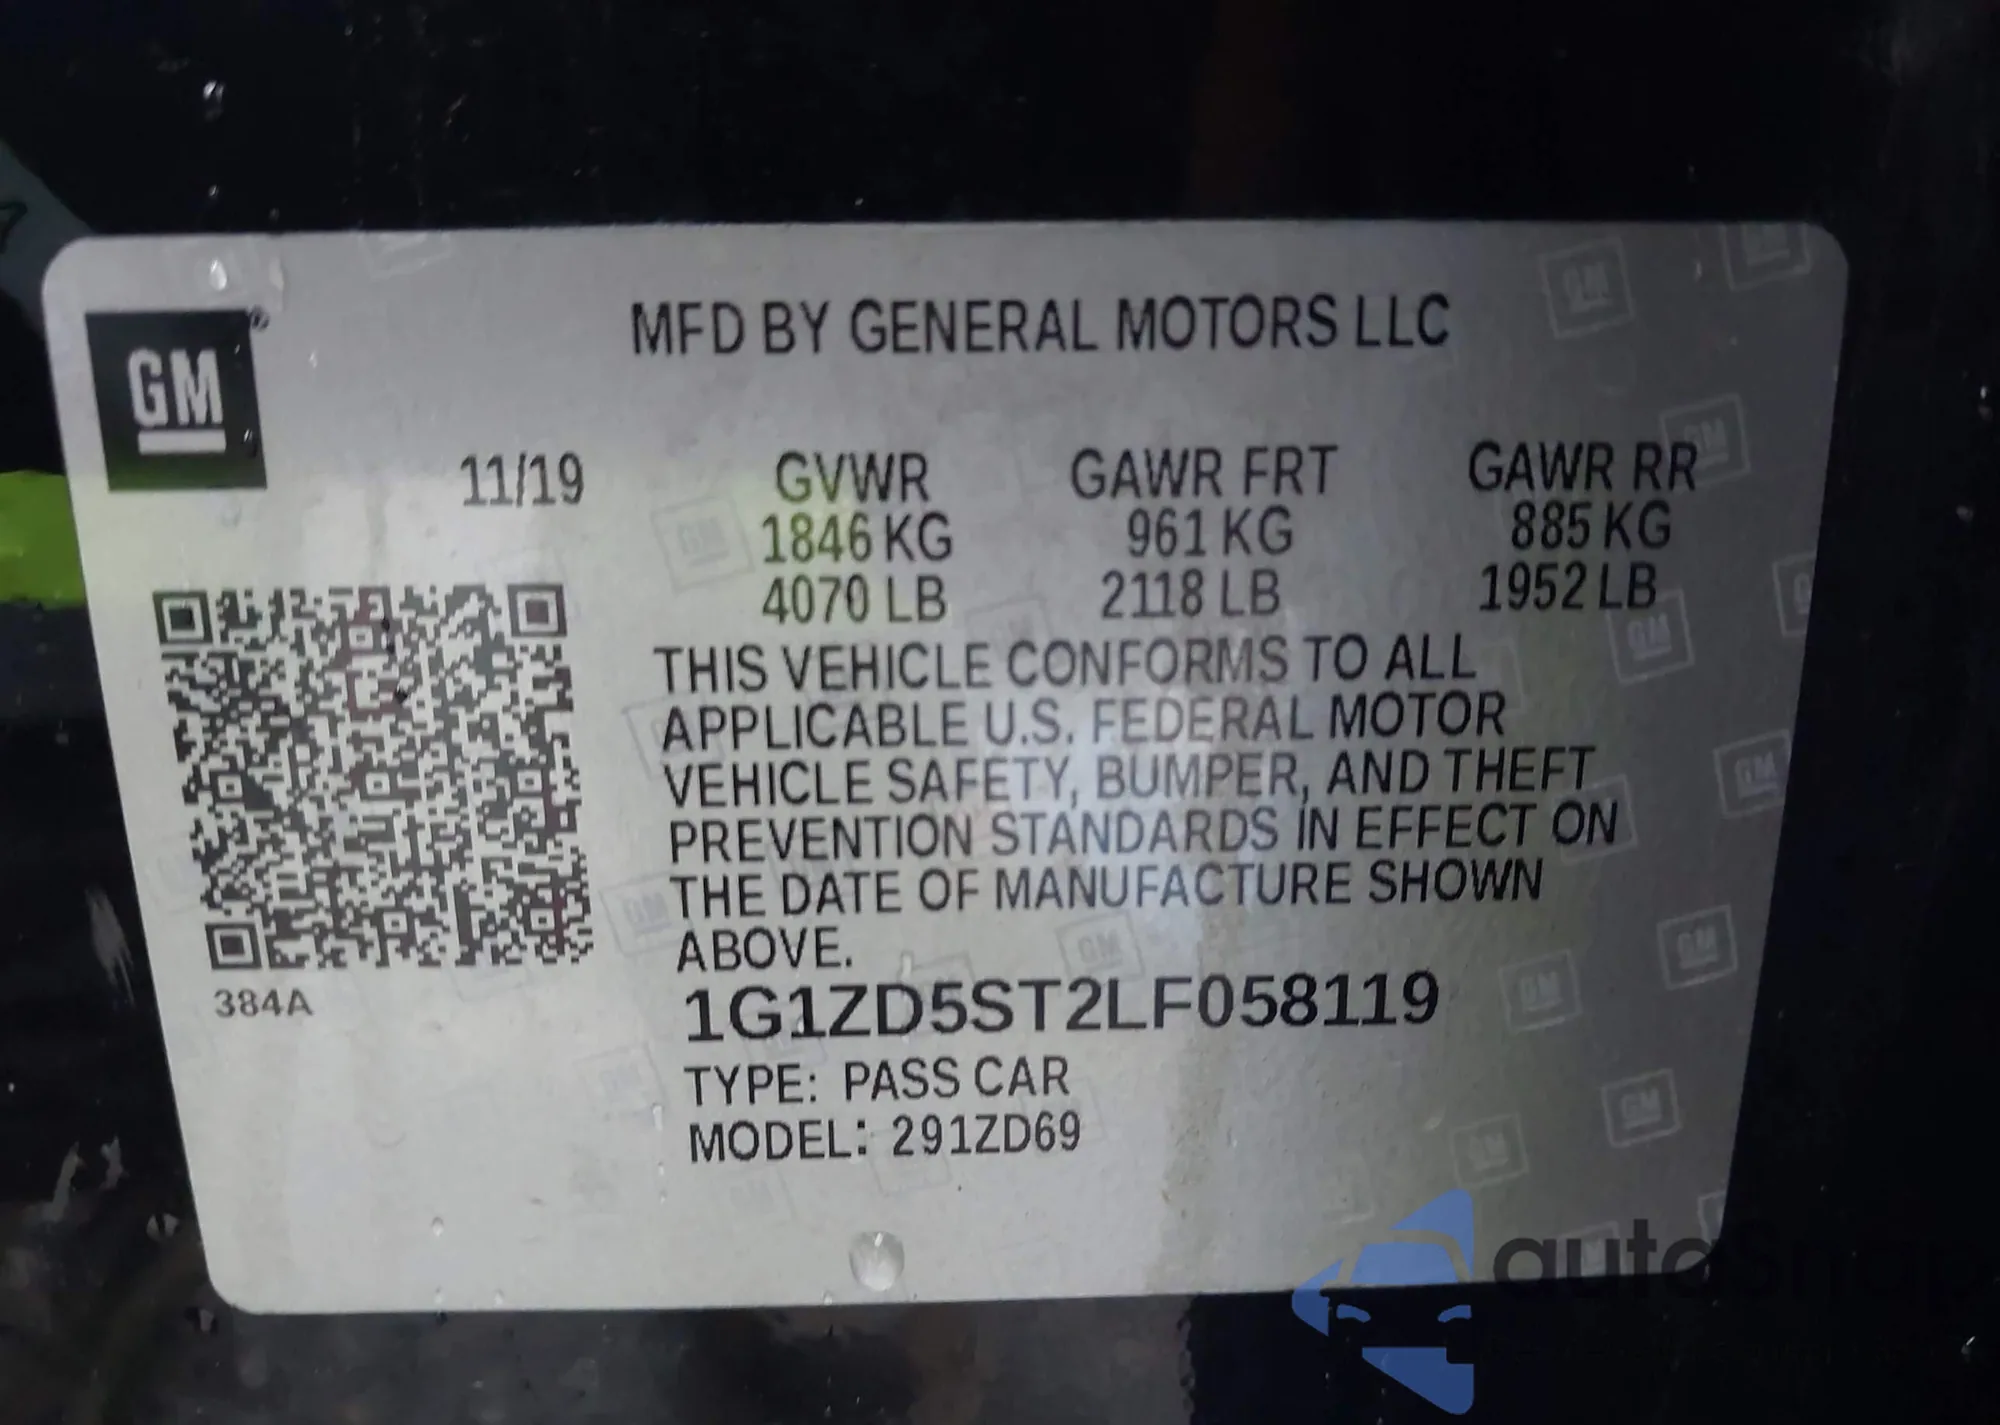 MFD BY GENERAL MOTORS LLC
GM
11/19 GVWR GAWR FRT GAWR RR
1846 KG 961 KG 885 KG
4070 LB 2118 LB 1952 LB
THIS VEHICLE CONFORMS TO ALL
APPLICABLE U.S. FEDERAL MOTOR
VEHICLE SAFETY, BUMPER, AND THEFT
PREVENTION STANDARDS IN EFFECT ON
THE DATE OF MANUFACTURE SHOWN
ABOVE.
384A
1G1ZD5ST2LF058119
TYPE: PASS CAR
MODEL: 291ZD69